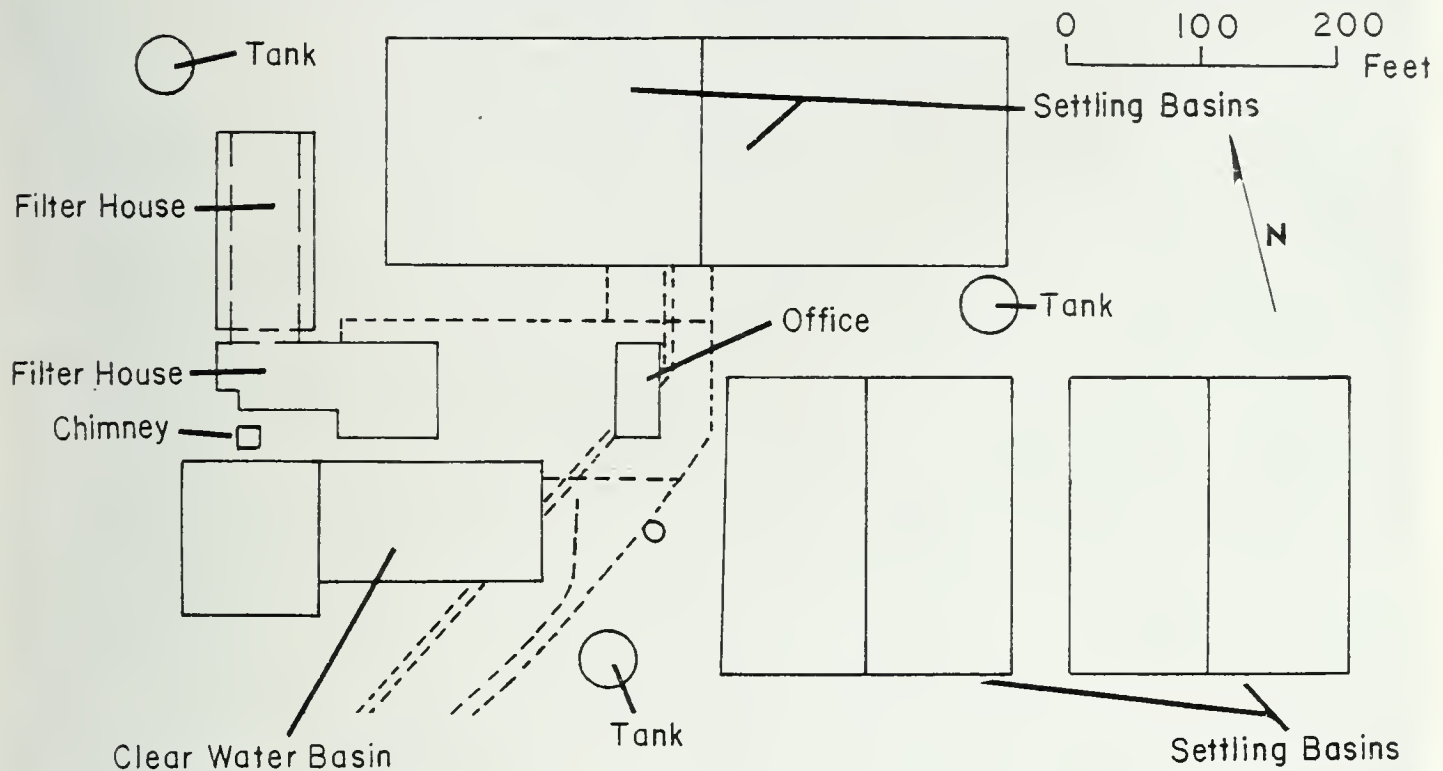 0 100 200
Feet
Tank
Settling Basins
Filter House
N
Tank
Office
Filter House
Chimney
Tank
Clear Water Basin
Settling Basins